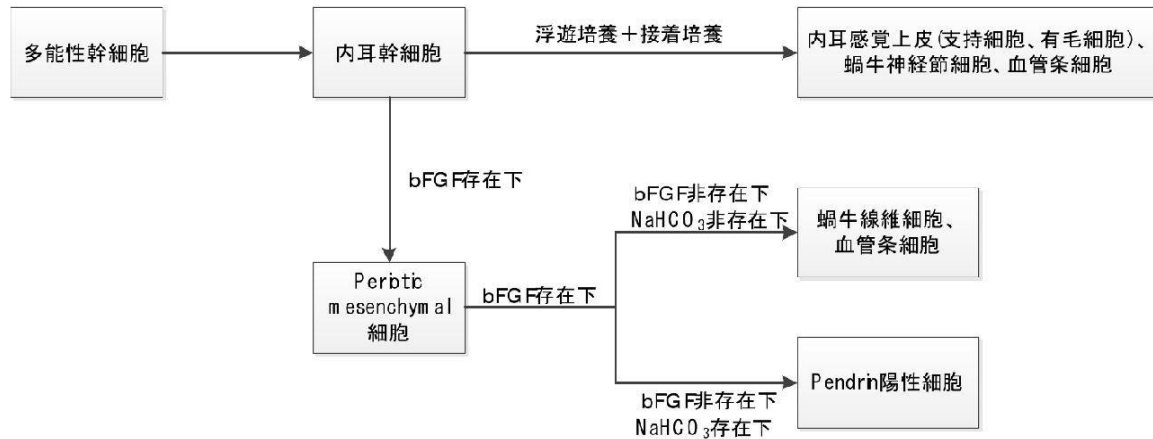 多能性幹細胞
内耳幹細胞
浮遊培養＋接着培養
内耳感覚上皮(支持細胞、有毛細胞)、
蝸牛神経節細胞、血管条細胞
bFGF存在下
Periotic
mesenchymal
細胞
bFGF存在下
bFGF非存在下
NaHCO₃非存在下
蝸牛線維細胞、
血管条細胞
bFGF非存在下
NaHCO₃存在下
Pendrin陽性細胞